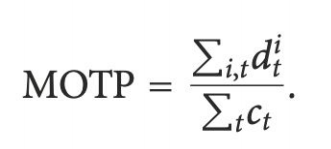 MOTP = \frac{\sum_{i,t} d_t^i}{\sum_t c_t}.